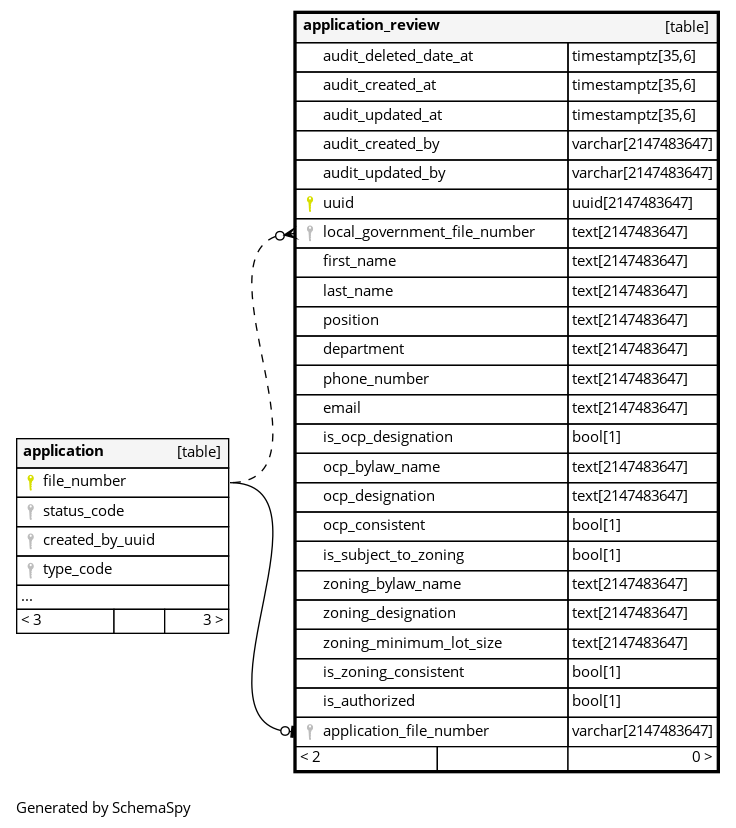 application_review [table]
audit_deleted_date_at timestamptz[35,6]
audit_created_at timestamptz[35,6]
audit_updated_at timestamptz[35,6]
audit_created_by varchar[2147483647]
audit_updated_by varchar[2147483647]
uuid uuid[2147483647]
local_government_file_number text[2147483647]
first_name text[2147483647]
last_name text[2147483647]
position text[2147483647]
department text[2147483647]
phone_number text[2147483647]
email text[2147483647]
is_ocp_designation bool[1]
ocp_bylaw_name text[2147483647]
ocp_designation text[2147483647]
ocp_consistent bool[1]
is_subject_to_zoning bool[1]
zoning_bylaw_name text[2147483647]
zoning_designation text[2147483647]
zoning_minimum_lot_size text[2147483647]
is_zoning_consistent bool[1]
is_authorized bool[1]
application_file_number varchar[2147483647]
< 2 0 >
application [table]
file_number
status_code
created_by_uuid
type_code
...
< 3 3 >
Generated by SchemaSpy